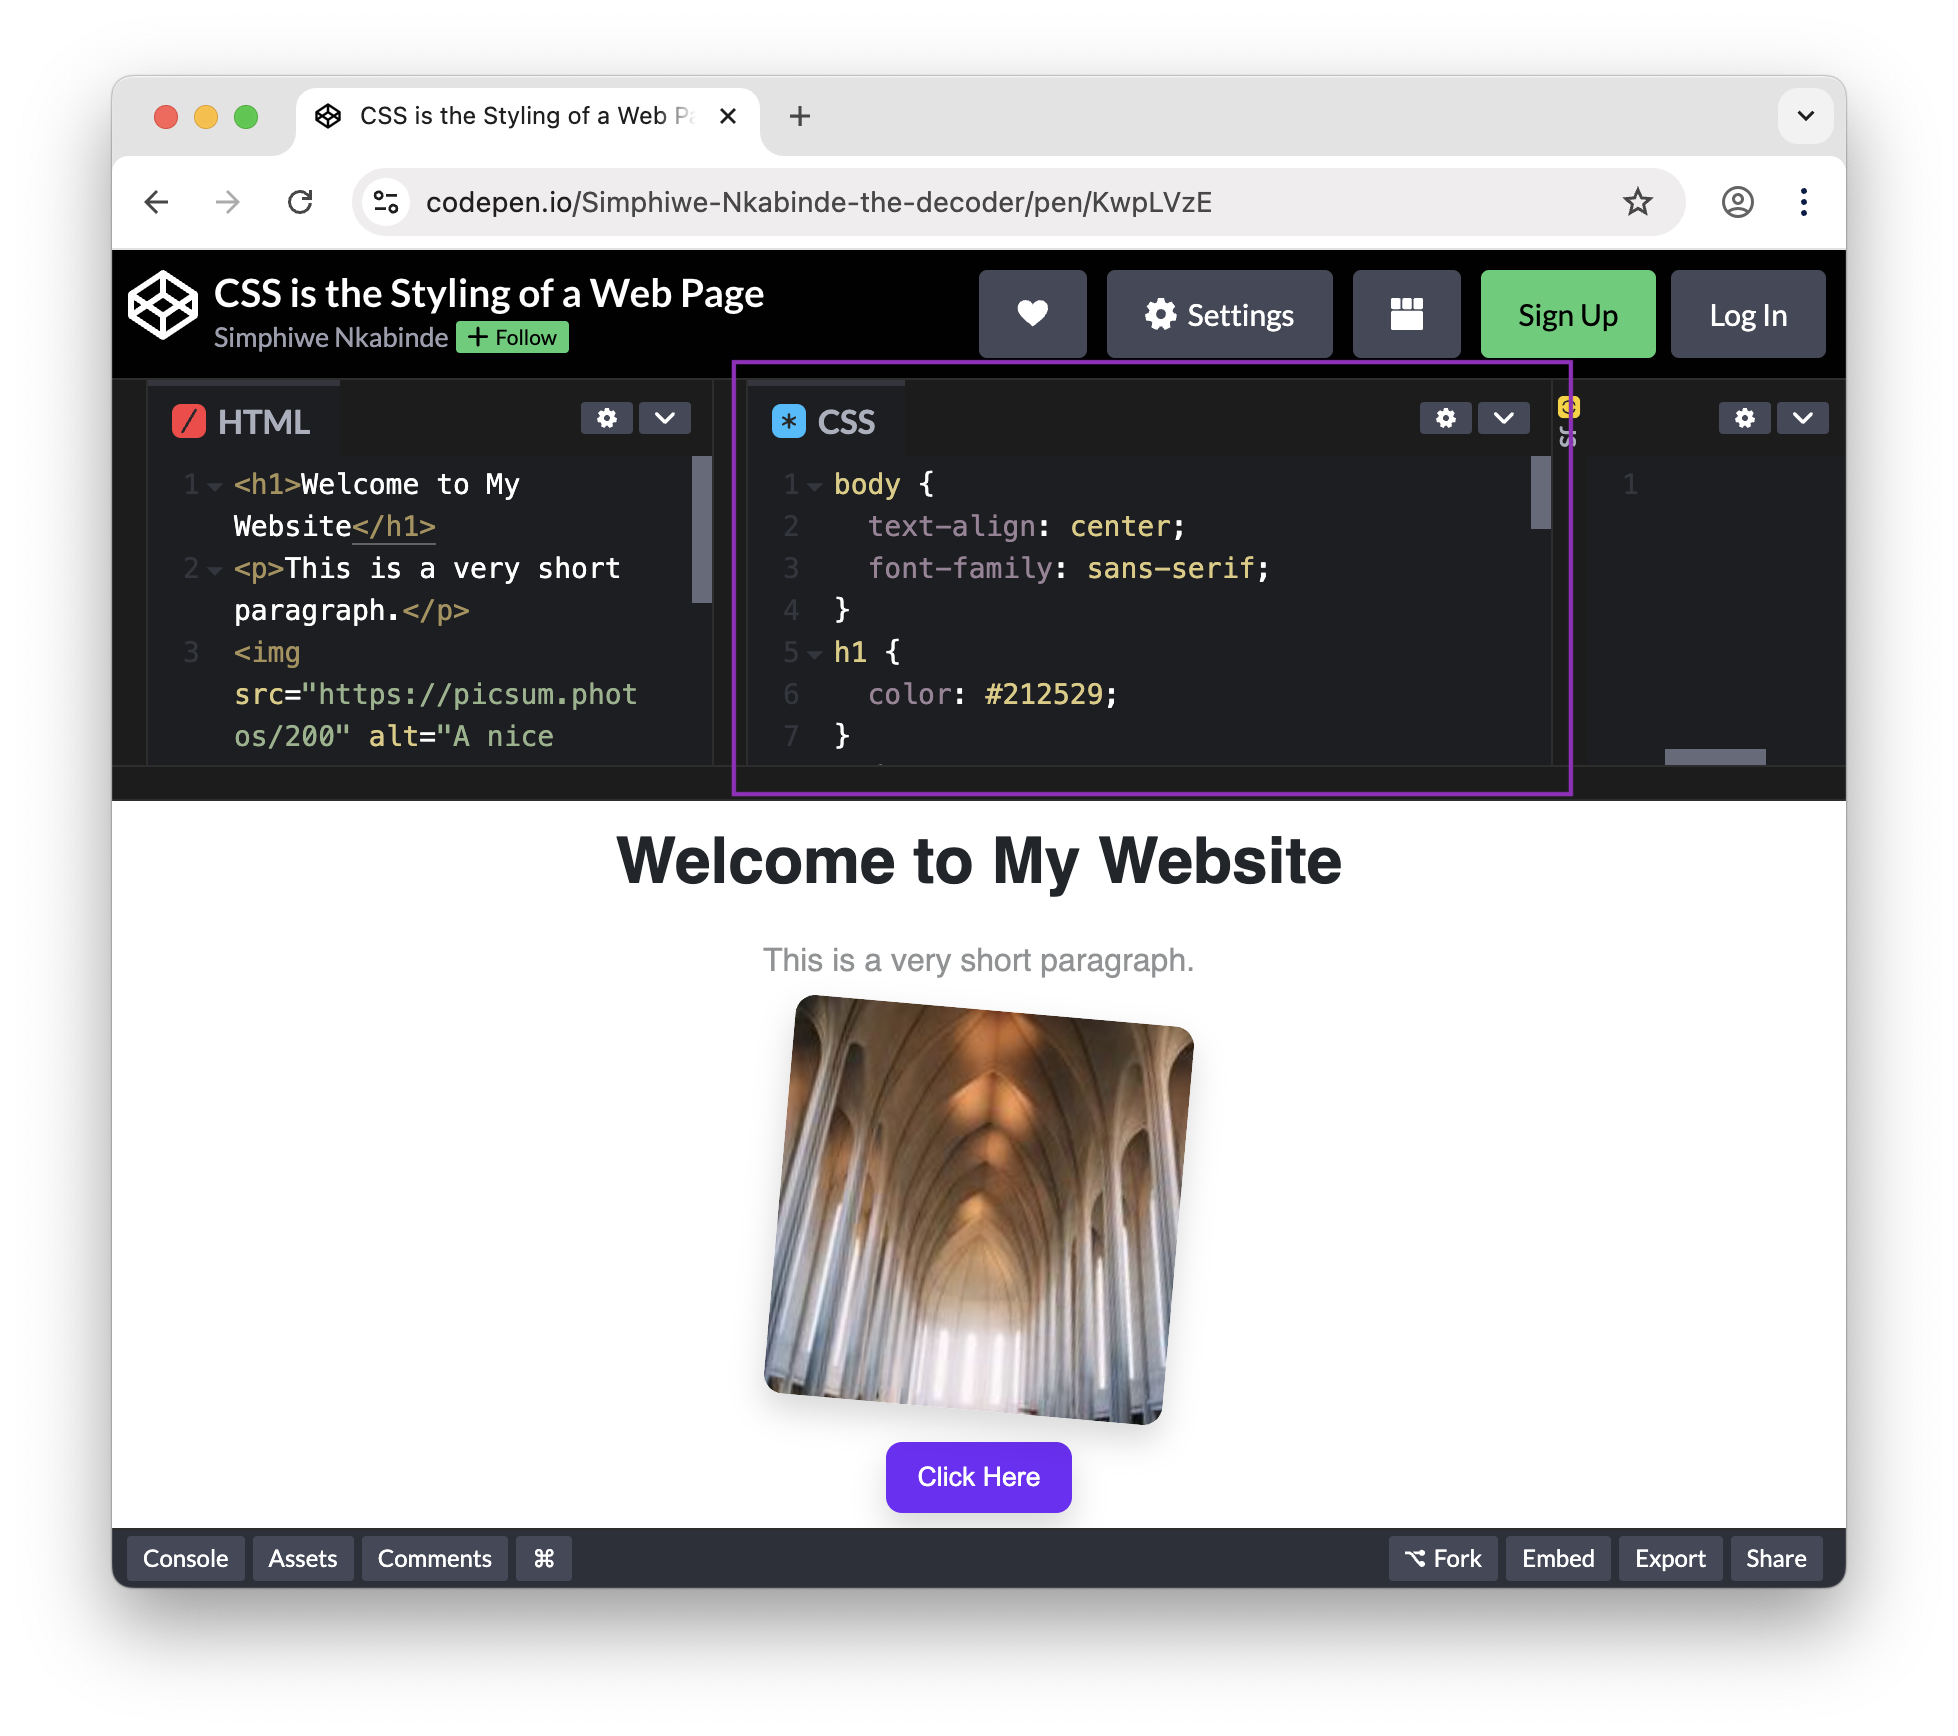 CSS is the Styling of a Web Pa
codepen.io/Simphiwe-Nkabinde-the-decoder/pen/KwpLVzE
CSS is the Styling of a Web Page
Simphiwe Nkabinde + Follow
Settings
Sign Up
Log In
HTML
1 <h1>Welcome to My
Website</h1>
2 <p>This is a very short
paragraph.</p>
3 <img
src="https://picsum.phot
os/200" alt="A nice
* CSS
1 body {
2 text-align: center;
3 font-family: sans-serif;
4 }
5 h1 {
6 color: #212529;
7 }
JS
1
Welcome to My Website
This is a very short paragraph.
Click Here
Console
Assets
Comments
⌘
Fork
Embed
Export
Share